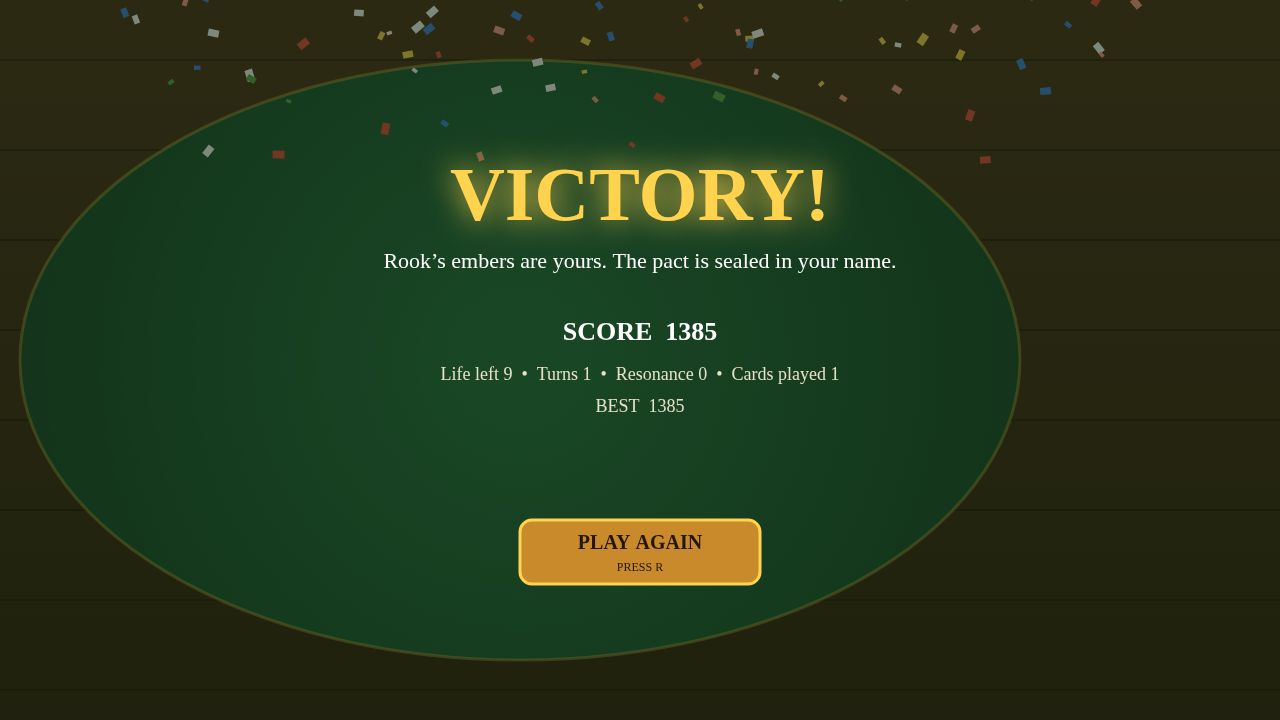 VICTORY!
Rook’s embers are yours. The pact is sealed in your name.
SCORE 1385
Life left 9 • Turns 1 • Resonance 0 • Cards played 1
BEST 1385
PLAY AGAIN
PRESS R